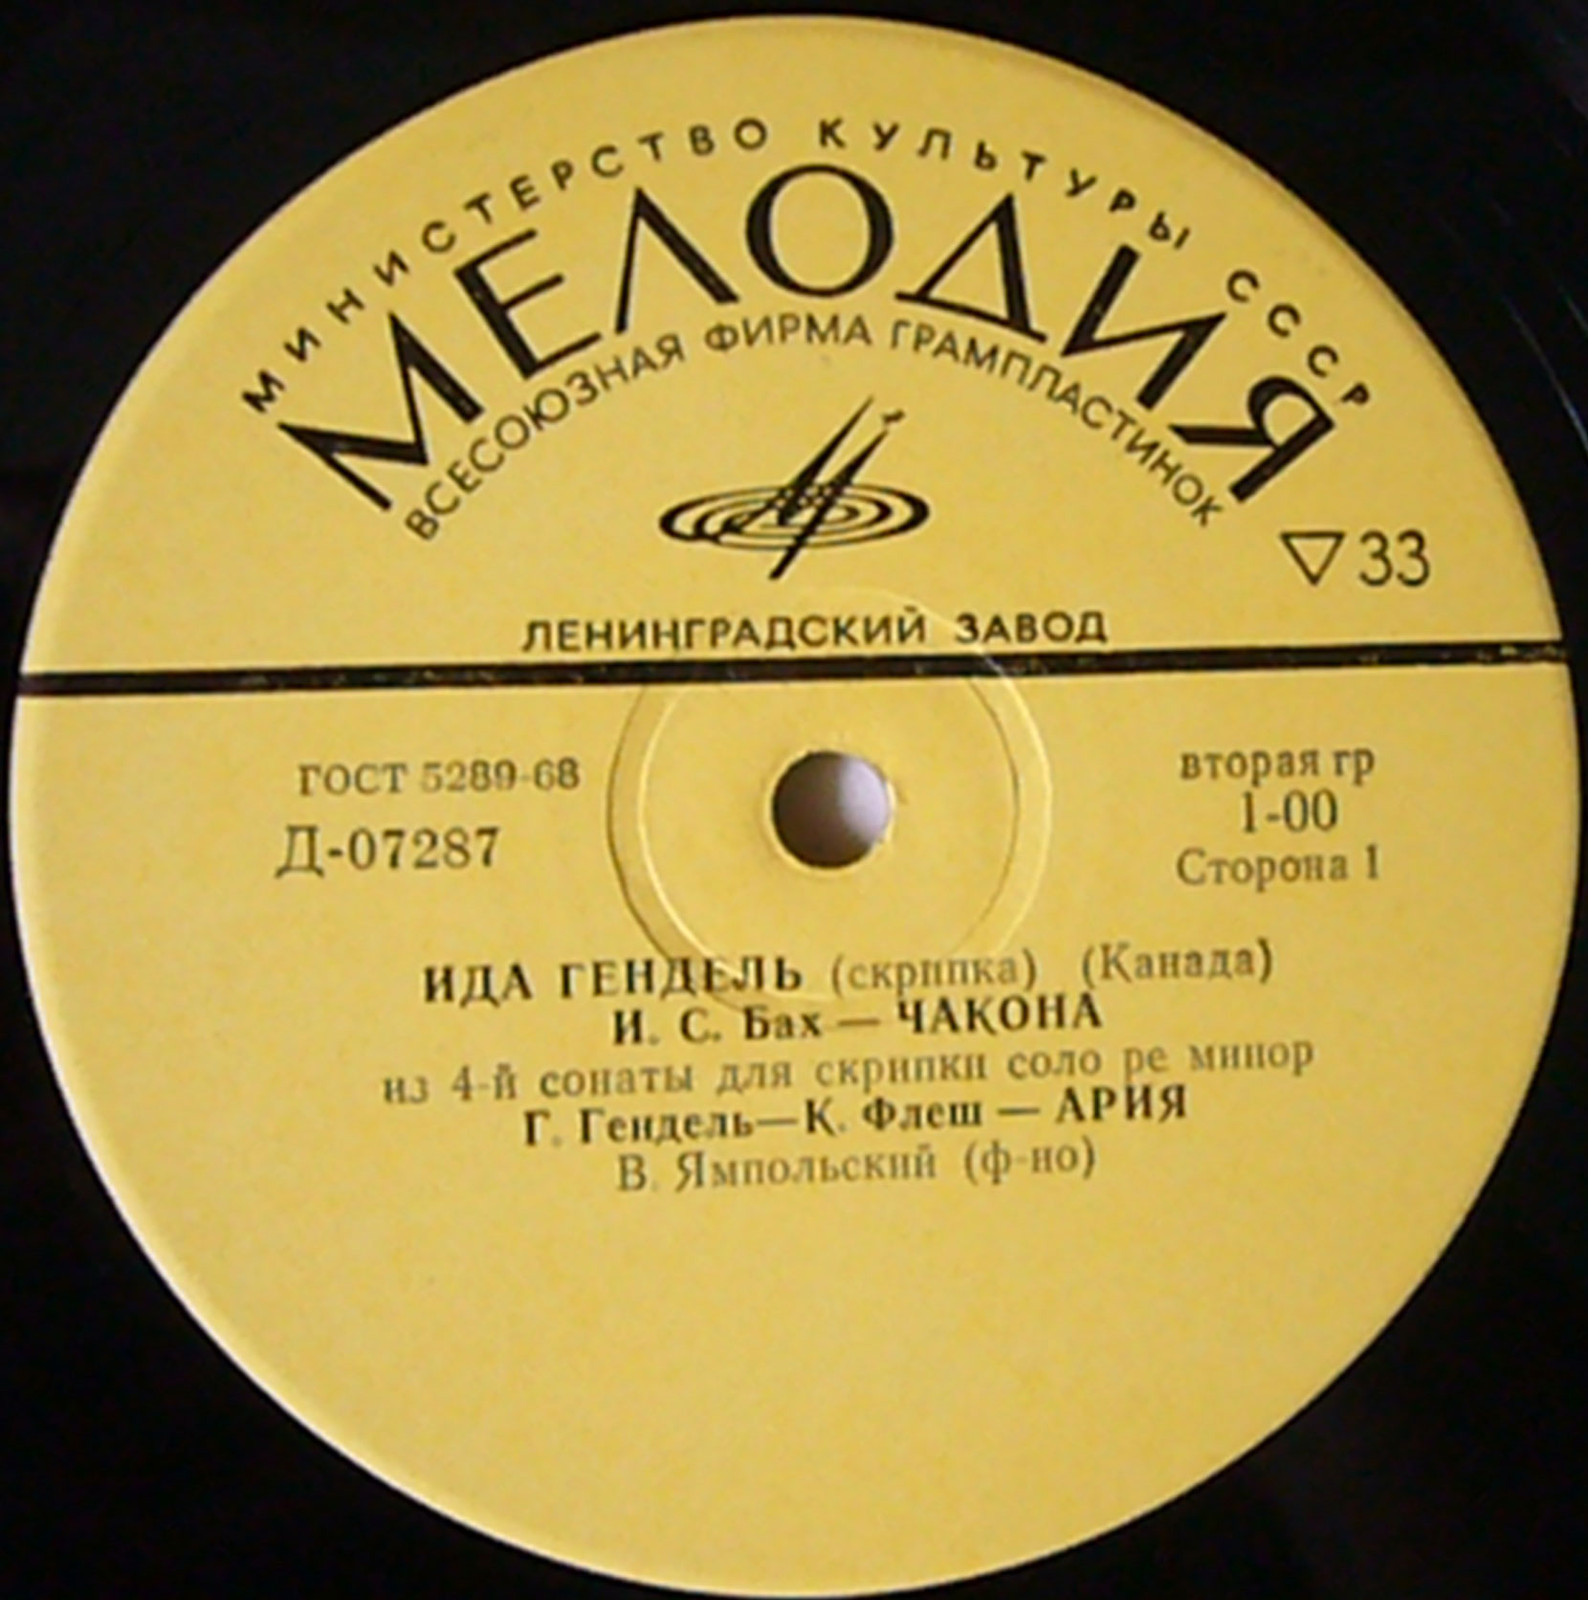 МИНИСТЕРСТВО КУЛЬТУРЫ СССР
МЕЛОДИЯ
ВСЕСОЮЗНАЯ ФИРМА ГРАМПЛАСТИНОК
33
ЛЕНИНГРАДСКИЙ ЗАВОД
ГОСТ 5289-68
Д-07287
вторая гр
1-00
Сторона 1
ИДА ГЕНДЕЛЬ (скрипка) (Канада)
И. С. Бах — ЧАКОНА
из 4-й сонаты для скрипки соло ре минор
Г. Гендель—К. Флеш — АРИЯ
В. Ямпольский (ф-но)